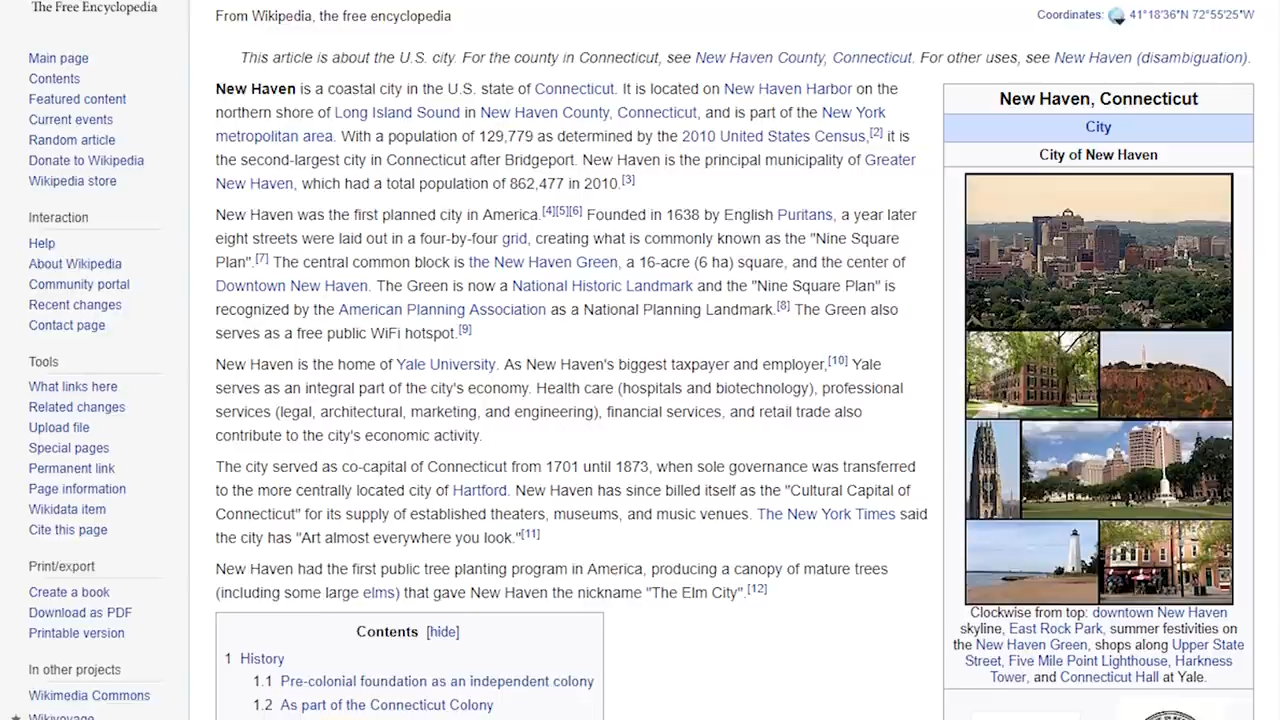 The Free Encyclopedia
Main page
Contents
Featured content
Current events
Random article
Donate to Wikipedia
Wikipedia store
Interaction
Help
About Wikipedia
Community portal
Recent changes
Contact page
Tools
What links here
Related changes
Upload file
Special pages
Permanent link
Page information
Wikidata item
Cite this page
Print/export
Create a book
Download as PDF
Printable version
In other projects
Wikimedia Commons
Wikivoyage
From Wikipedia, the free encyclopedia
Coordinates: 41°18′36″N 72°55′25″W
This article is about the U.S. city. For the county in Connecticut, see New Haven County, Connecticut. For other uses, see New Haven (disambiguation).
New Haven is a coastal city in the U.S. state of Connecticut. It is located on New Haven Harbor on the
northern shore of Long Island Sound in New Haven County, Connecticut, and is part of the New York
metropolitan area. With a population of 129,779 as determined by the 2010 United States Census,[2] it is
the second-largest city in Connecticut after Bridgeport. New Haven is the principal municipality of Greater
New Haven, which had a total population of 862,477 in 2010.[3]
New Haven was the first planned city in America.[4][5][6] Founded in 1638 by English Puritans, a year later
eight streets were laid out in a four-by-four grid, creating what is commonly known as the "Nine Square
Plan".[7] The central common block is the New Haven Green, a 16-acre (6 ha) square, and the center of
Downtown New Haven. The Green is now a National Historic Landmark and the "Nine Square Plan" is
recognized by the American Planning Association as a National Planning Landmark.[8] The Green also
serves as a free public WiFi hotspot.[9]
New Haven is the home of Yale University. As New Haven's biggest taxpayer and employer,[10] Yale
serves as an integral part of the city's economy. Health care (hospitals and biotechnology), professional
services (legal, architectural, marketing, and engineering), financial services, and retail trade also
contribute to the city's economic activity.
The city served as co-capital of Connecticut from 1701 until 1873, when sole governance was transferred
to the more centrally located city of Hartford. New Haven has since billed itself as the "Cultural Capital of
Connecticut" for its supply of established theaters, museums, and music venues. The New York Times said
the city has "Art almost everywhere you look."[11]
New Haven had the first public tree planting program in America, producing a canopy of mature trees
(including some large elms) that gave New Haven the nickname "The Elm City".[12]
Contents [hide]
1 History
1.1 Pre-colonial foundation as an independent colony
1.2 As part of the Connecticut Colony
New Haven, Connecticut
City
City of New Haven
Clockwise from top: downtown New Haven
skyline, East Rock Park, summer festivities on
the New Haven Green, shops along Upper State
Street, Five Mile Point Lighthouse, Harkness
Tower, and Connecticut Hall at Yale.